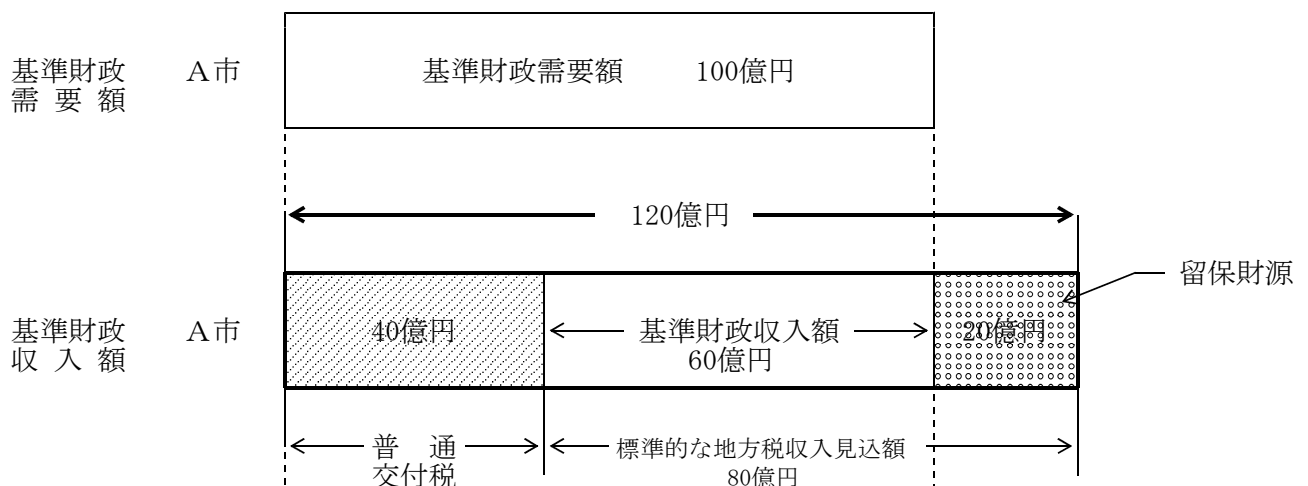 基準財政需要額　100億円
基準財政　A市
需 要 額
120億円
留保財源
基準財政　A市
収 入 額
40億円
基準財政収入額
60億円
20億円
普　通
交付税
標準的な地方税収入見込額
80億円